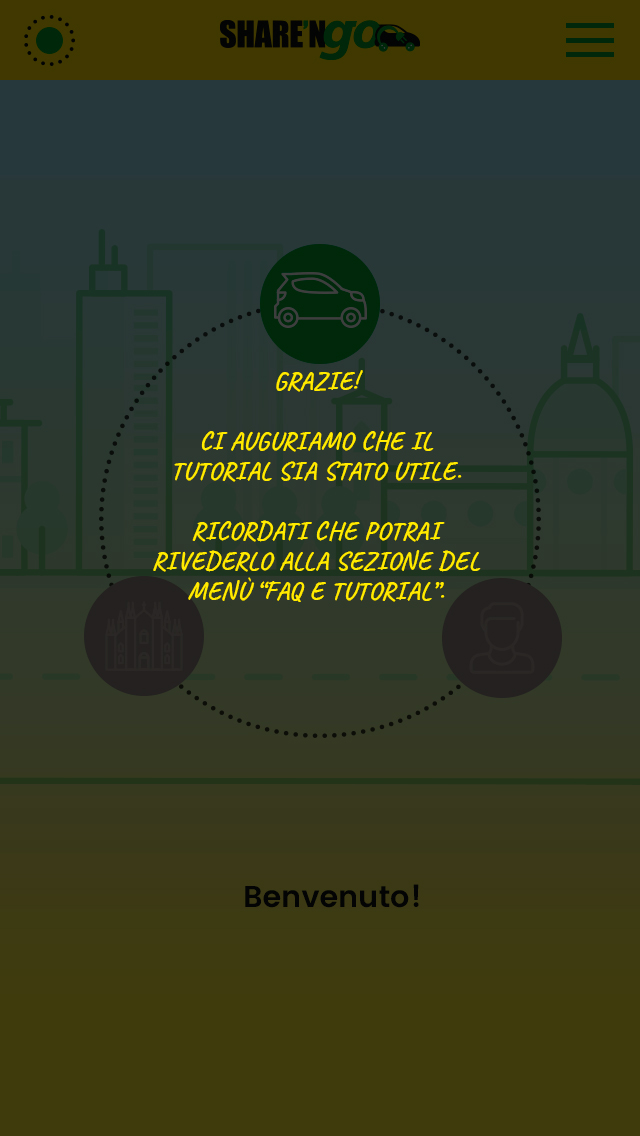 SHARE'N go
GRAZIE!
CI AUGURIAMO CHE IL
TUTORIAL SIA STATO UTILE.
RICORDATI CHE POTRAI
RIVEDERLO ALLA SEZIONE DEL
MENÙ “FAQ E TUTORIAL”.
Benvenuto!